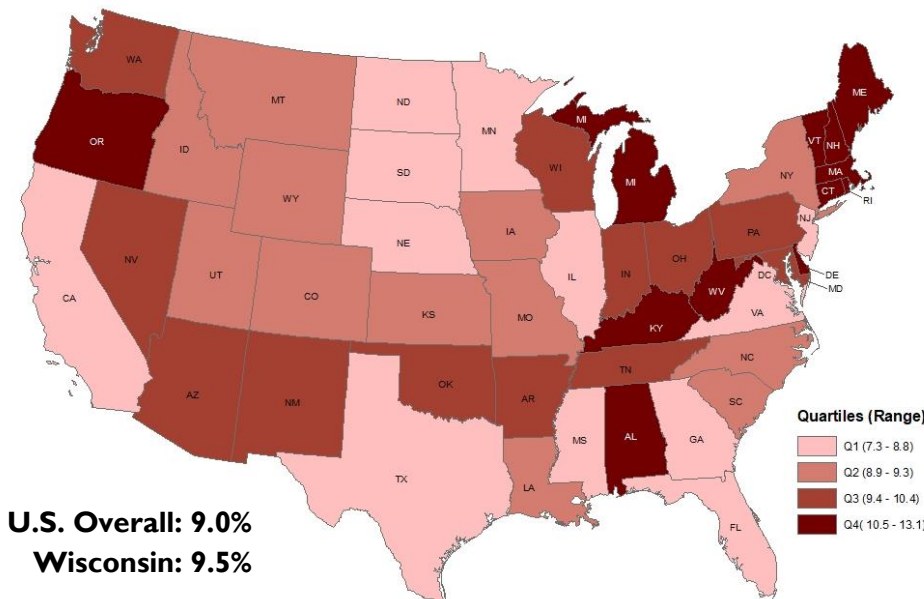 WA
MT
ND
MN
ME
OR
ID
SD
WI
MI
MI
VT
NH
NY
MA
CT
RI
WY
IA
NE
PA
NJ
NV
UT
CO
IL
IN
OH
DE
MD
DC
CA
KS
MO
WV
VA
KY
NC
AZ
NM
OK
AR
TN
SC
TX
LA
MS
AL
GA
FL
Quartiles (Range)
Q1 (7.3 - 8.8)
Q2 (8.9 - 9.3)
Q3 (9.4 - 10.4)
Q4( 10.5 - 13.1)
U.S. Overall: 9.0%
Wisconsin: 9.5%